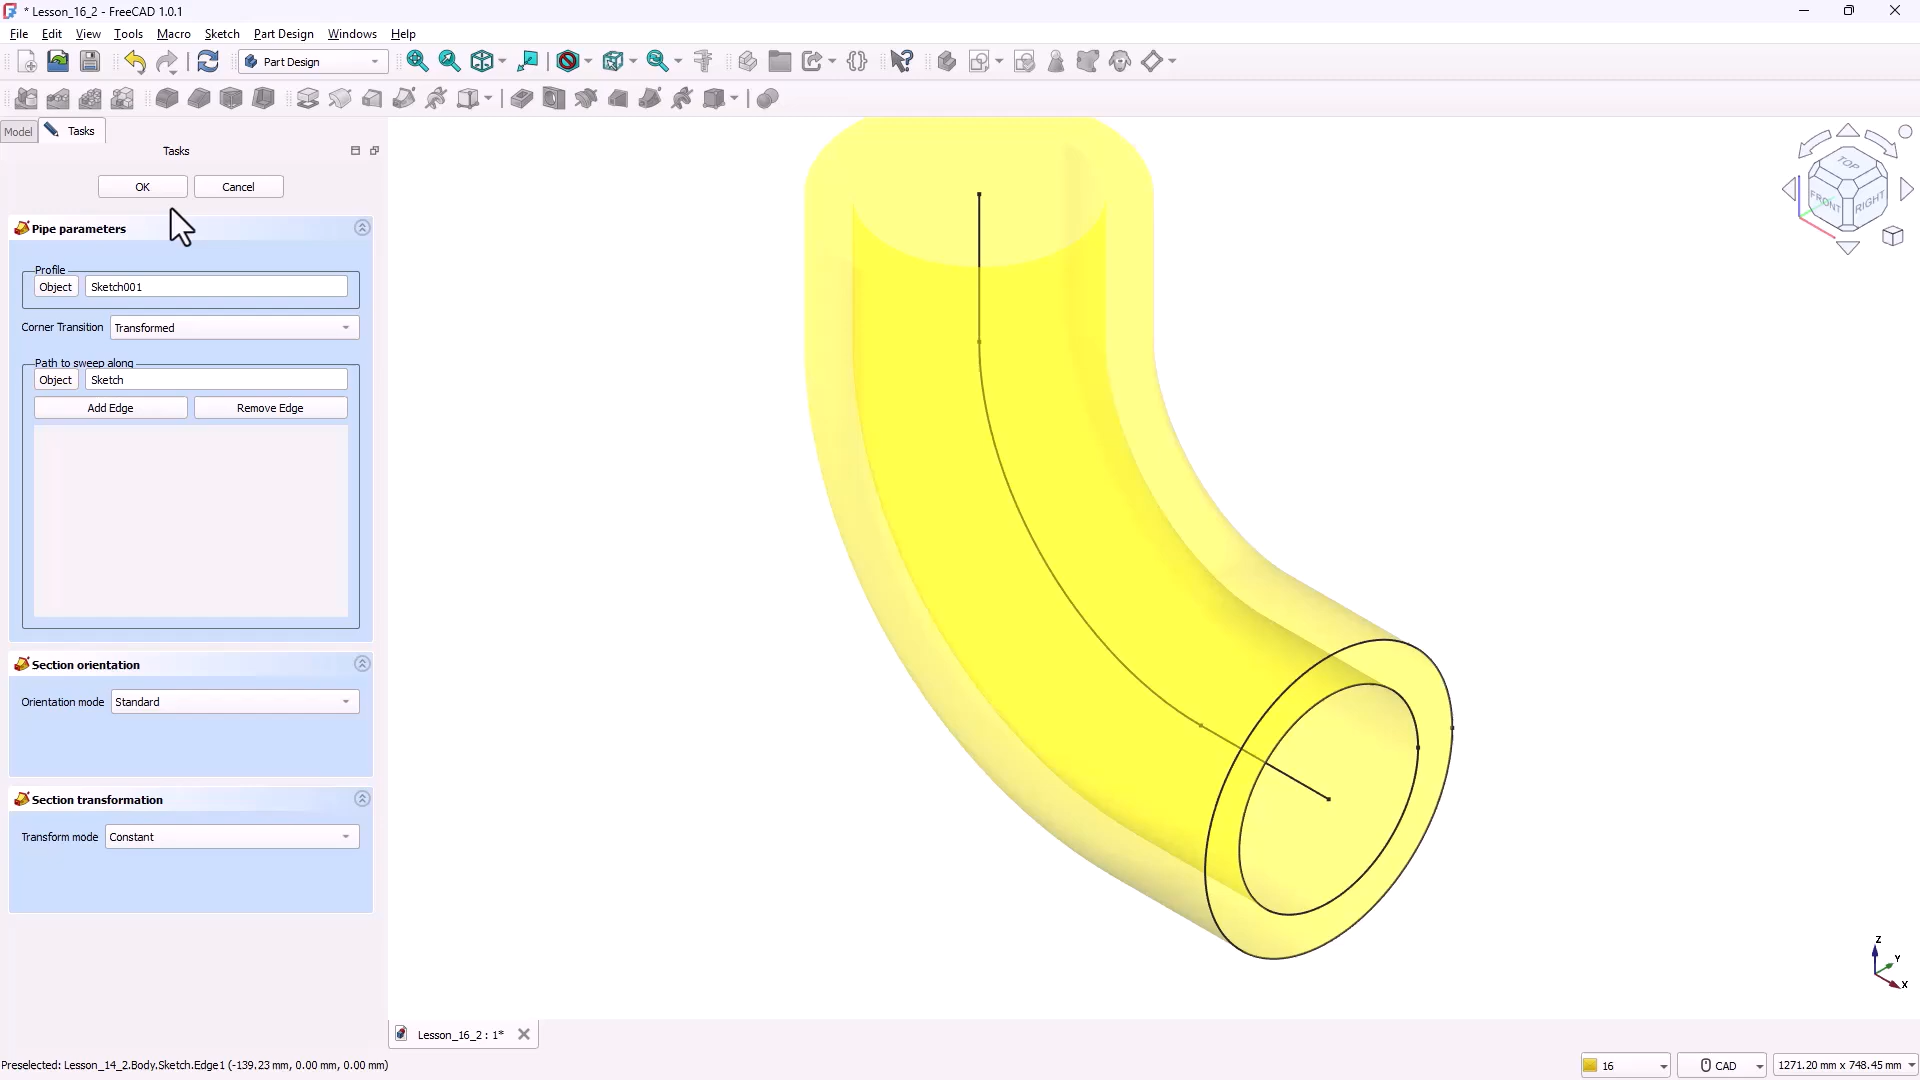 * Lesson_16_2 - FreeCAD 1.0.1
File Edit View Tools Macro Sketch Part Design Windows Help
Part Design
Model Tasks
Tasks
OK Cancel
Pipe parameters
Profile
Object Sketch001
Corner Transition Transformed
Path to sweep along
Object Sketch
Add Edge Remove Edge
Section orientation
Orientation mode Standard
Section transformation
Transform mode Constant
TOP
FRONT RIGHT
Z
Y
X
Lesson_16_2 : 1*
Preselected: Lesson_14_2.Body.Sketch.Edge1 (-139.23 mm, 0.00 mm, 0.00 mm)
16 CAD 1271.20 mm x 748.45 mm